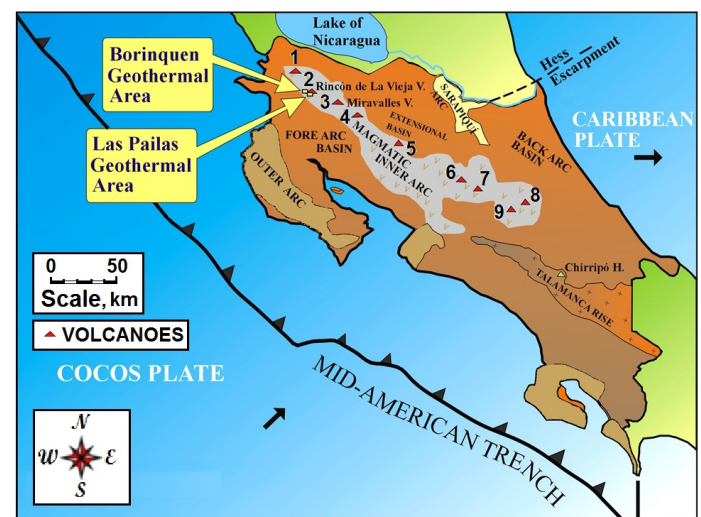 Lake of
Nicaragua
Hess
Escarpment
Borinquen
Geothermal
Area
1
2
Rincón de La Vieja V.
3
Miravalles V.
4
SARAPIQUI
ARC
CARIBBEAN
PLATE
Las Pailas
Geothermal
Area
FORE ARC
BASIN
EXTENSIONAL
BASIN
BACK ARC
BASIN
MAGMATIC
INNER ARC
5
6
7
8
9
OUTER ARC
Chirripó H.
TALAMANCA RISE
0 50
Scale, km
VOLCANOES
COCOS PLATE
MID-AMERICAN TRENCH
N
W E
S